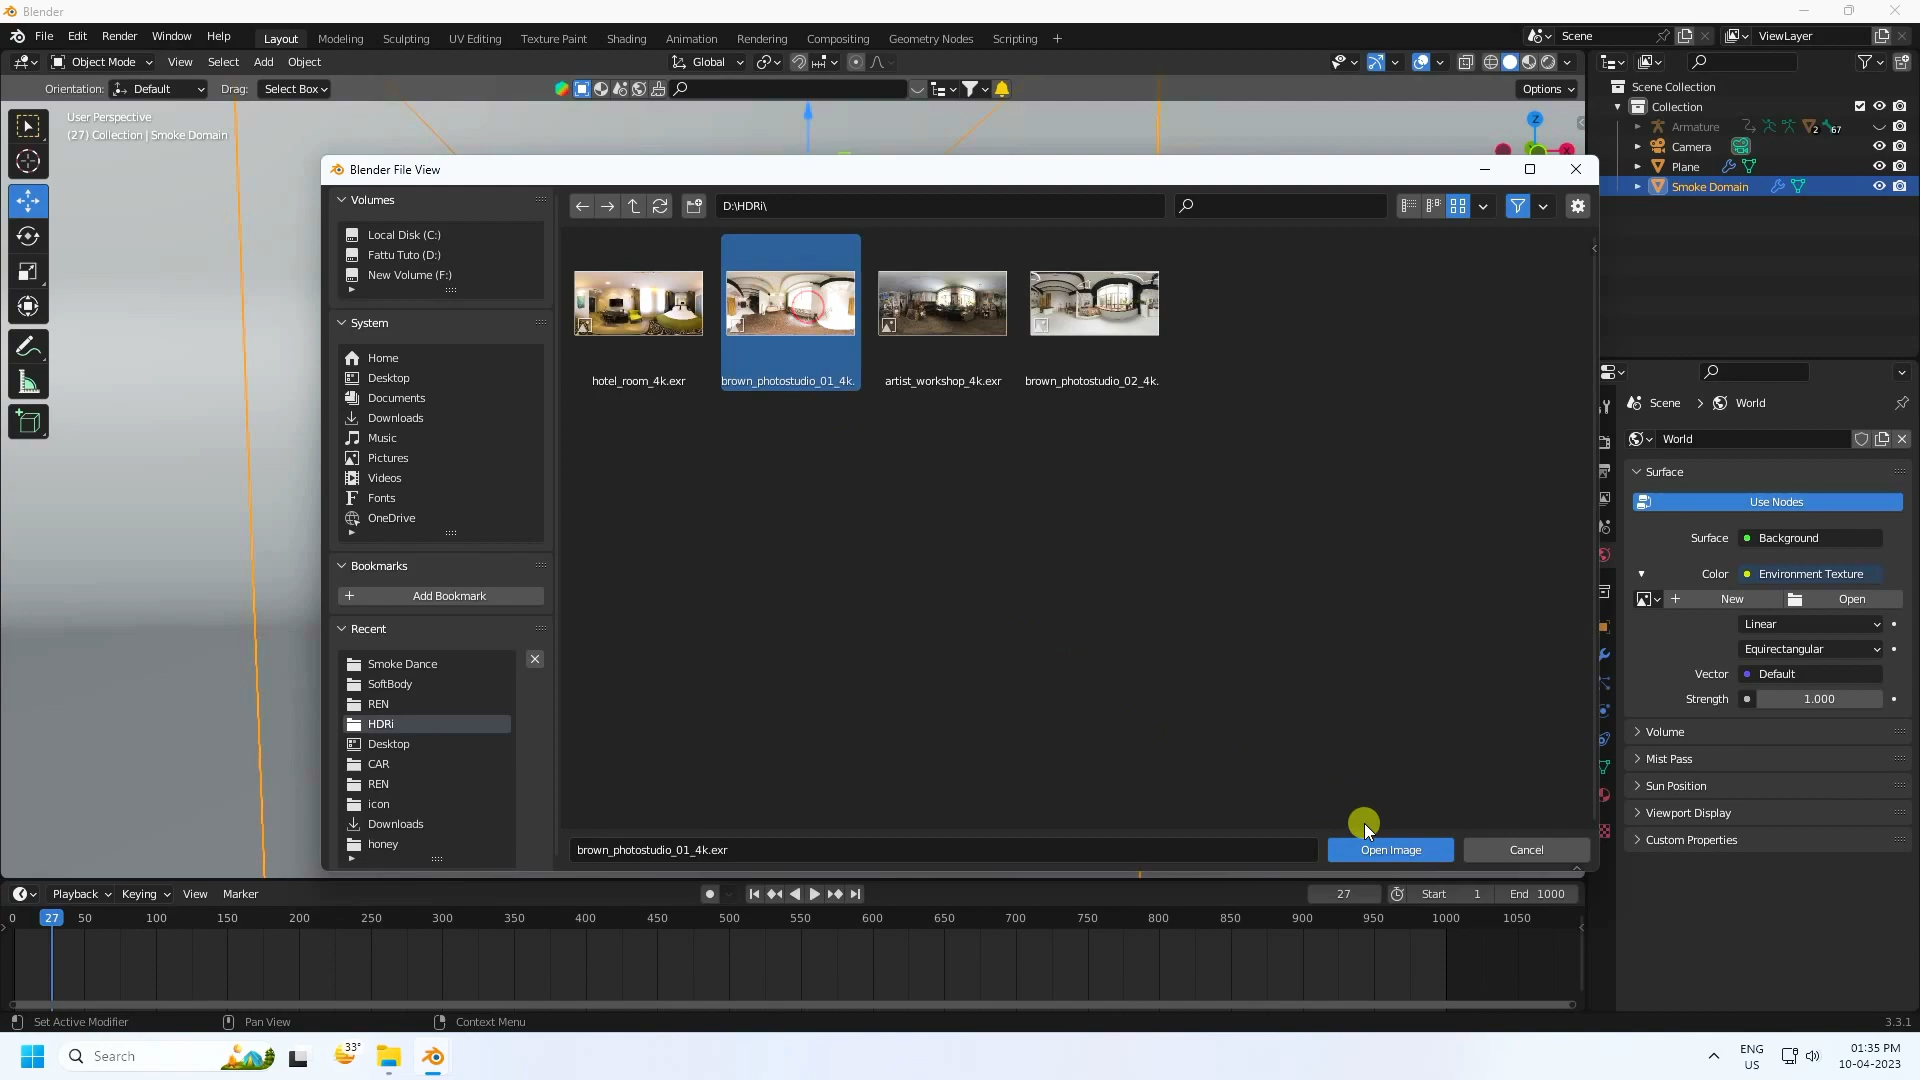 Blender
File Edit Render Window Help Layout Modeling Sculpting UV Editing Texture Paint Shading Animation Rendering Compositing Geometry Nodes Scripting + Scene ViewLayer
Object Mode View Select Add Object Global
Orientation: Default Drag: Select Box Options
User Perspective
(27) Collection | Smoke Domain
Z
X
Scene Collection
Collection
Armature 2 67
Camera
Plane
Smoke Domain
Blender File View
Volumes
Local Disk (C:)
Fattu Tuto (D:)
New Volume (F:)
System
Home
Desktop
Documents
Downloads
Music
Pictures
Videos
Fonts
OneDrive
Bookmarks
Add Bookmark
Recent
Smoke Dance
SoftBody
REN
HDRi
Desktop
CAR
REN
icon
Downloads
honey
D:\HDRi\
hotel_room_4k.exr
brown_photostudio_01_4k.
artist_workshop_4k.exr
brown_photostudio_02_4k.
brown_photostudio_01_4k.exr
Open Image
Cancel
Scene > World
World
Surface
Use Nodes
Surface Background
Color Environment Texture
New Open
Linear
Equirectangular
Vector Default
Strength 1.000
Volume
Mist Pass
Sun Position
Viewport Display
Custom Properties
Playback Keying View Marker 27 Start 1 End 1000
0 27 50 100 150 200 250 300 350 400 450 500 550 600 650 700 750 800 850 900 950 1000 1050
Set Active Modifier Pan View Context Menu 3.3.1
Search 33° ENG
US
01:35 PM
10-04-2023